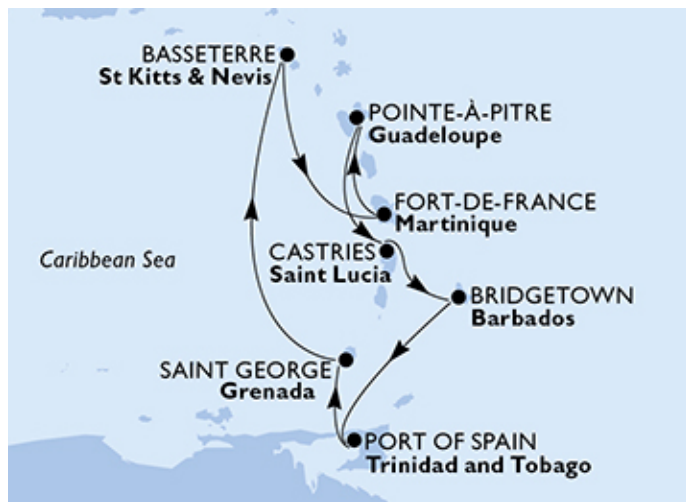 BASSETERRE
St Kitts & Nevis
POINTE-À-PITRE
Guadeloupe
FORT-DE-FRANCE
Martinique
Caribbean Sea
CASTRIES
Saint Lucia
BRIDGETOWN
Barbados
SAINT GEORGE
Grenada
PORT OF SPAIN
Trinidad and Tobago